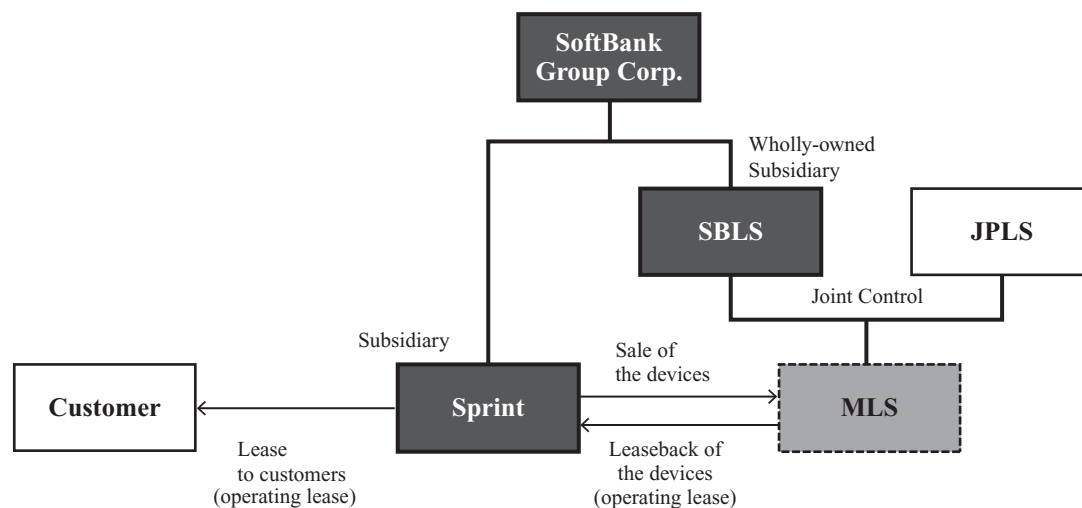 SoftBank
Group Corp.
Wholly-owned
Subsidiary
SBLS
JPLS
Joint Control
Subsidiary
Sale of
the devices
Customer
Sprint
MLS
Lease
to customers
(operating lease)
Leaseback of
the devices
(operating lease)